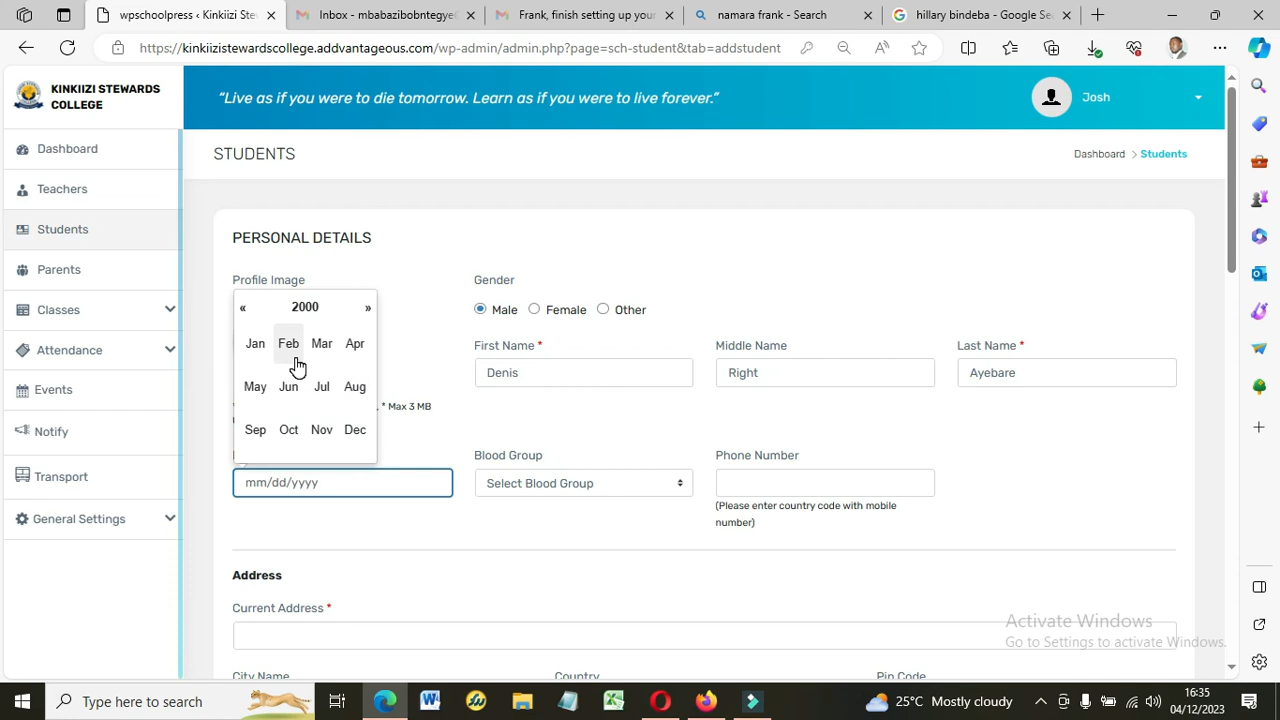 wpschoolpress ‹ Kinkiizi Ste
Inbox - mbabazibobntegye
Frank, finish setting up your
namara frank - Search
hillary bindeba - Google Se
https://kinkiizistewardscollege.addvantageous.com/wp-admin/admin.php?page=sch-student&tab=addstudent
KINKIIZI STEWARDS
COLLEGE
"Live as if you were to die tomorrow. Learn as if you were to live forever."
Josh
Dashboard
Teachers
Students
Parents
Classes
Attendance
Events
Notify
Transport
General Settings
STUDENTS
Dashboard > Students
PERSONAL DETAILS
Profile Image
Gender
« 2000 »
Jan Feb Mar Apr
May Jun Jul Aug
Sep Oct Nov Dec
Male Female Other
First Name *
Middle Name
Last Name *
Denis
Right
Ayebare
* Max 3 MB
mm/dd/yyyy
Blood Group
Select Blood Group
Phone Number
(Please enter country code with mobile
number)
Address
Current Address *
City Name
Country
Pin Code
Activate Windows
Go to Settings to activate Windows.
Type here to search
25°C Mostly cloudy
16:35
04/12/2023